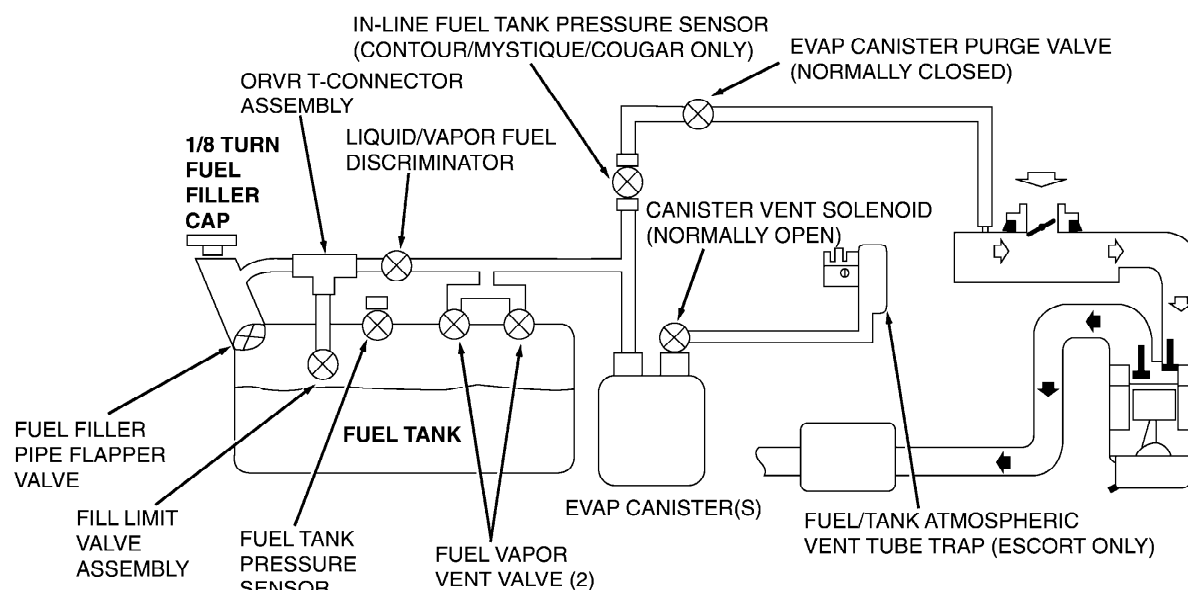 IN-LINE FUEL TANK PRESSURE SENSOR
(CONTOUR/MYSTIQUE/COUGAR ONLY)
EVAP CANISTER PURGE VALVE
(NORMALLY CLOSED)
ORVR T-CONNECTOR
ASSEMBLY
LIQUID/VAPOR FUEL
DISCRIMINATOR
1/8 TURN
FUEL
FILLER
CAP
CANISTER VENT SOLENOID
(NORMALLY OPEN)
FUEL TANK
FUEL FILLER
PIPE FLAPPER
VALVE
FILL LIMIT
VALVE
ASSEMBLY
FUEL TANK
PRESSURE
SENSOR
FUEL VAPOR
VENT VALVE (2)
EVAP CANISTER(S)
FUEL/TANK ATMOSPHERIC
VENT TUBE TRAP (ESCORT ONLY)